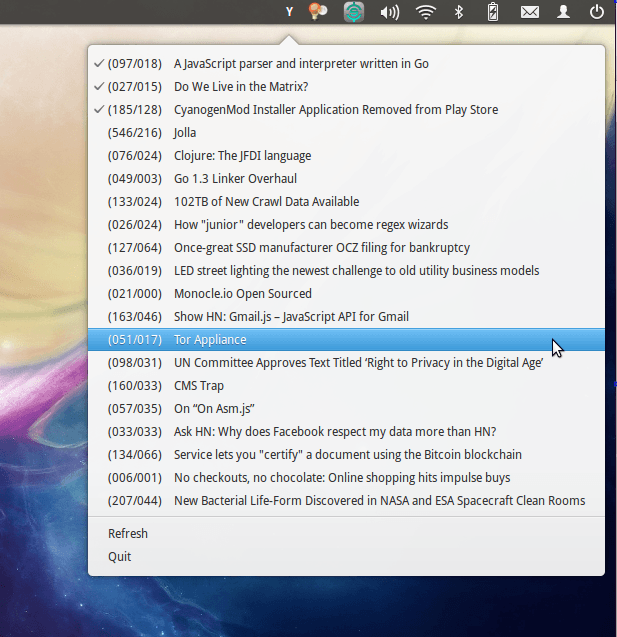 Y
(097/018) A JavaScript parser and interpreter written in Go
(027/015) Do We Live in the Matrix?
(185/128) CyanogenMod Installer Application Removed from Play Store
(546/216) Jolla
(076/024) Clojure: The JFDI language
(049/003) Go 1.3 Linker Overhaul
(133/024) 102TB of New Crawl Data Available
(026/024) How "junior" developers can become regex wizards
(127/064) Once-great SSD manufacturer OCZ filing for bankruptcy
(036/019) LED street lighting the newest challenge to old utility business models
(021/000) Monocle.io Open Sourced
(163/046) Show HN: Gmail.js – JavaScript API for Gmail
(051/017) Tor Appliance
(098/031) UN Committee Approves Text Titled ‘Right to Privacy in the Digital Age’
(160/033) CMS Trap
(057/035) On “On Asm.js”
(033/033) Ask HN: Why does Facebook respect my data more than HN?
(134/066) Service lets you "certify" a document using the Bitcoin blockchain
(006/001) No checkouts, no chocolate: Online shopping hits impulse buys
(207/044) New Bacterial Life-Form Discovered in NASA and ESA Spacecraft Clean Rooms
Refresh
Quit